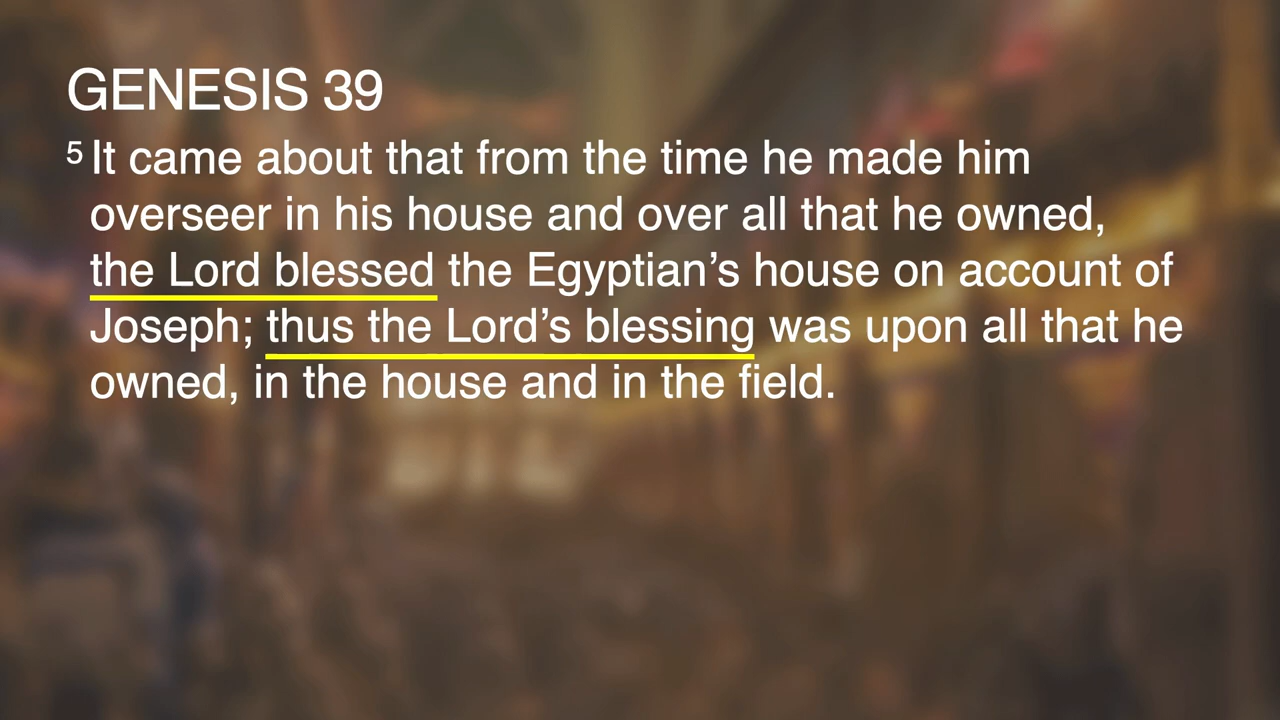 GENESIS 39
5 It came about that from the time he made him
overseer in his house and over all that he owned,
the Lord blessed the Egyptian’s house on account of
Joseph; thus the Lord’s blessing was upon all that he
owned, in the house and in the field.